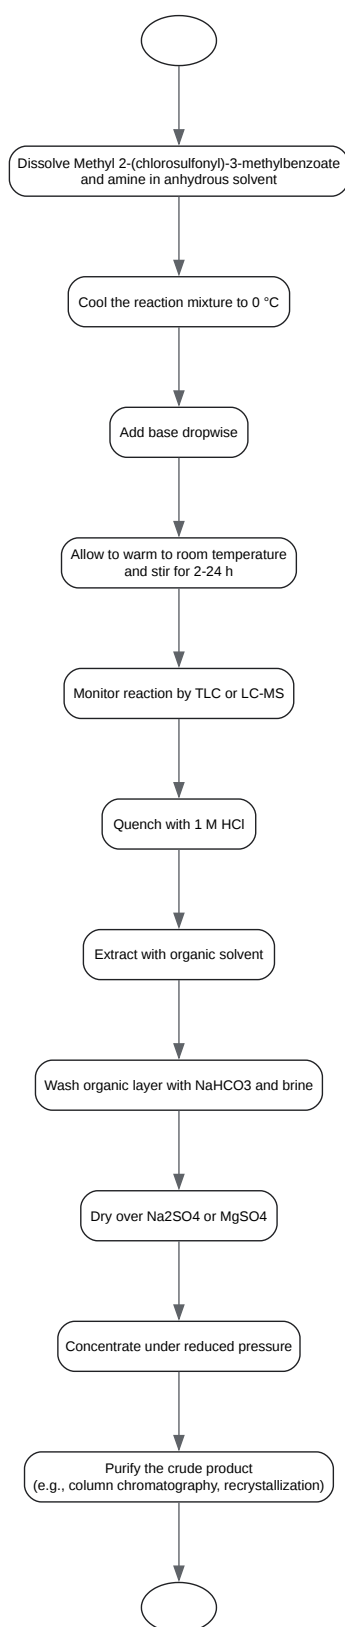 Dissolve Methyl 2-(chlorosulfonyl)-3-methylbenzoate
and amine in anhydrous solvent
Cool the reaction mixture to 0 °C
Add base dropwise
Allow to warm to room temperature
and stir for 2-24 h
Monitor reaction by TLC or LC-MS
Quench with 1 M HCl
Extract with organic solvent
Wash organic layer with NaHCO3 and brine
Dry over Na2SO4 or MgSO4
Concentrate under reduced pressure
Purify the crude product
(e.g., column chromatography, recrystallization)